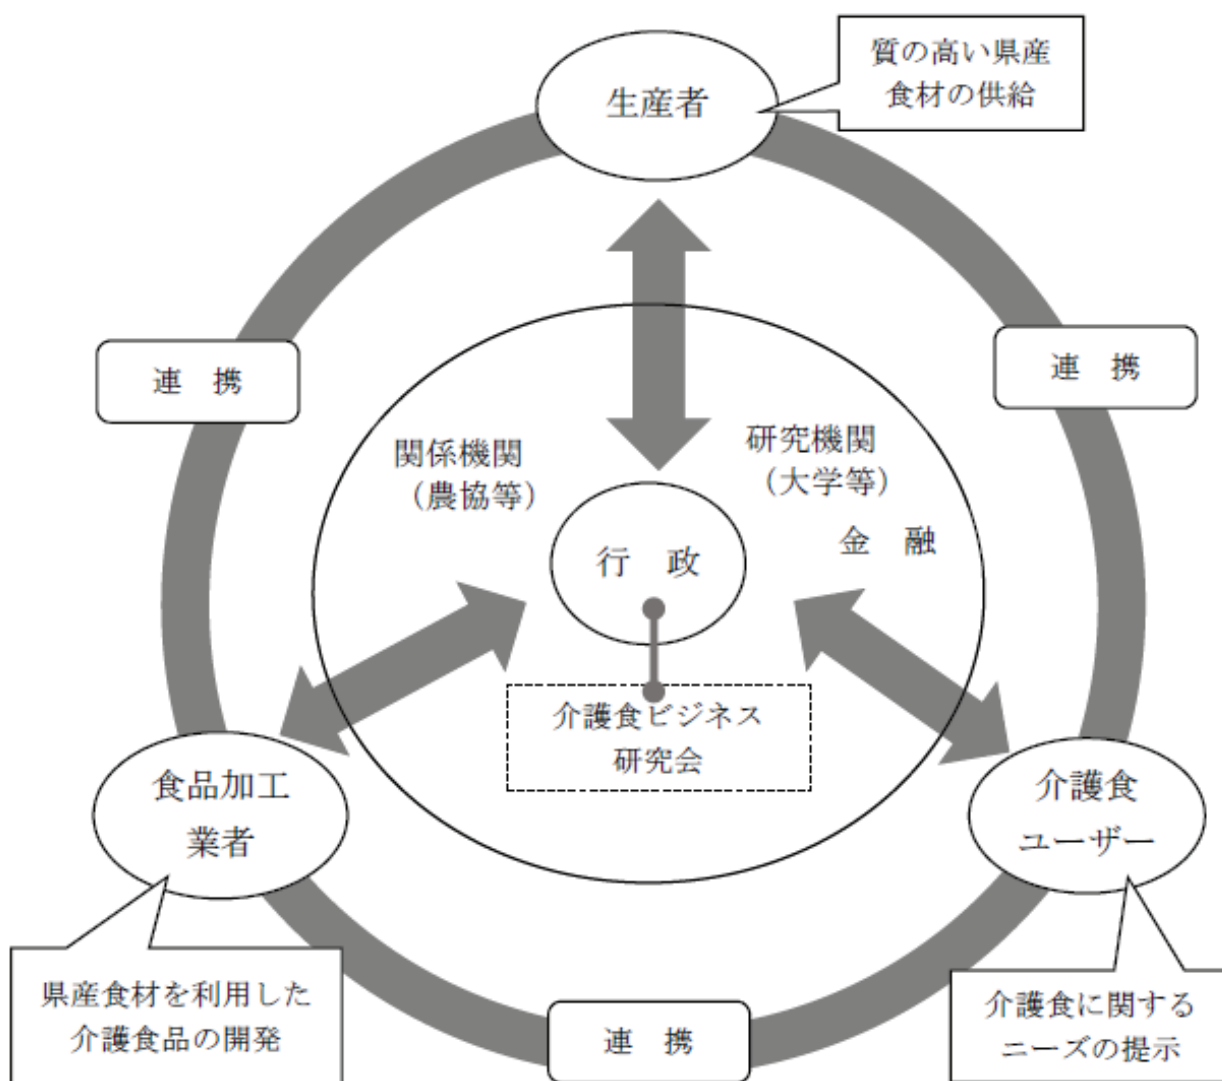 質の高い県産
食材の供給
生産者
連　携
連　携
関係機関
（農協等）
研究機関
（大学等）
金　融
行　政
介護食ビジネス
研究会
食品加工
業者
介護食
ユーザー
県産食材を利用した
介護食品の開発
連　携
介護食に関する
ニーズの提示